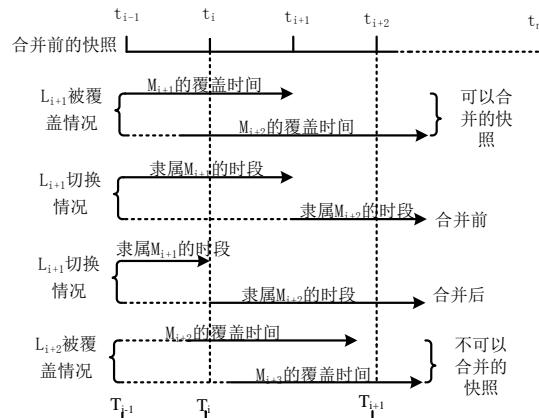 t_{i-1} t_i t_{i+1} t_{i+2} t_n
合并前的快照
L_{i+1}被覆
盖情况
M_{i+1}的覆盖时间
M_{i+2}的覆盖时间
可以合
并的快
照
L_{i+1}切换
情况
隶属M_{i+1}的时段
隶属M_{i+2}的时段
合并前
L_{i+1}切换
情况
隶属M_{i+1}的时段
隶属M_{i+2}的时段
合并后
L_{i+2}被覆
盖情况
M_{i+2}的覆盖时间
M_{i+3}的覆盖时间
不可以
合并的
快照
T_{i-1} T_i T_{i+1}